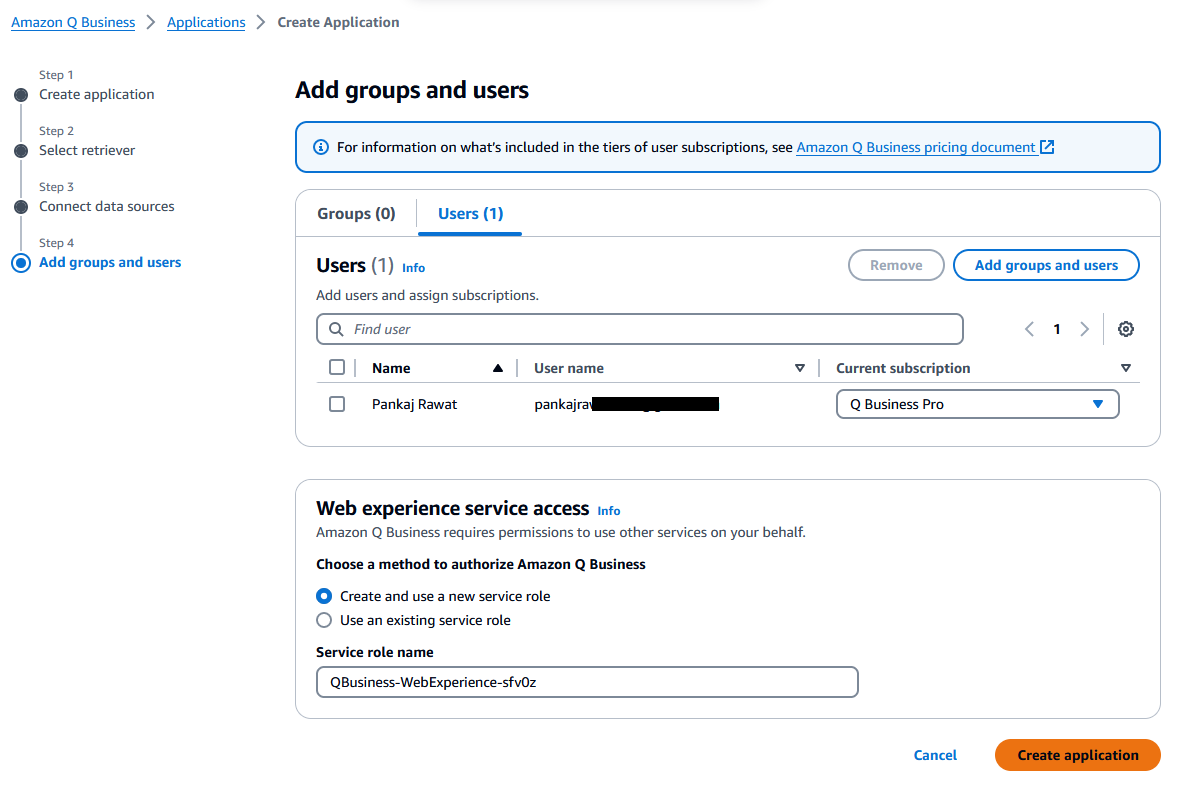 Amazon Q Business > Applications > Create Application
Step 1
Create application
Step 2
Select retriever
Step 3
Connect data sources
Step 4
Add groups and users
Add groups and users
For information on what's included in the tiers of user subscriptions, see Amazon Q Business pricing document
Groups (0) Users (1)
Users (1) Info Remove Add groups and users
Add users and assign subscriptions.
Find user 1
Name User name Current subscription
Pankaj Rawat pankajra Q Business Pro
Web experience service access Info
Amazon Q Business requires permissions to use other services on your behalf.
Choose a method to authorize Amazon Q Business
Create and use a new service role
Use an existing service role
Service role name
QBusiness-WebExperience-sfv0z
Cancel Create application